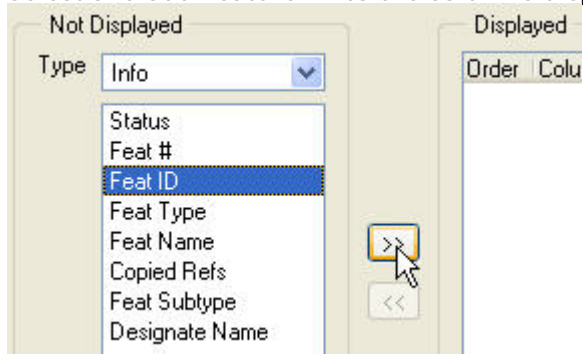 Not Displayed
Displayed
Type Info
Order Colu
Status
Feat #
Feat ID
Feat Type
Feat Name
>>
Copied Refs
Feat Subtype
<<
Designate Name